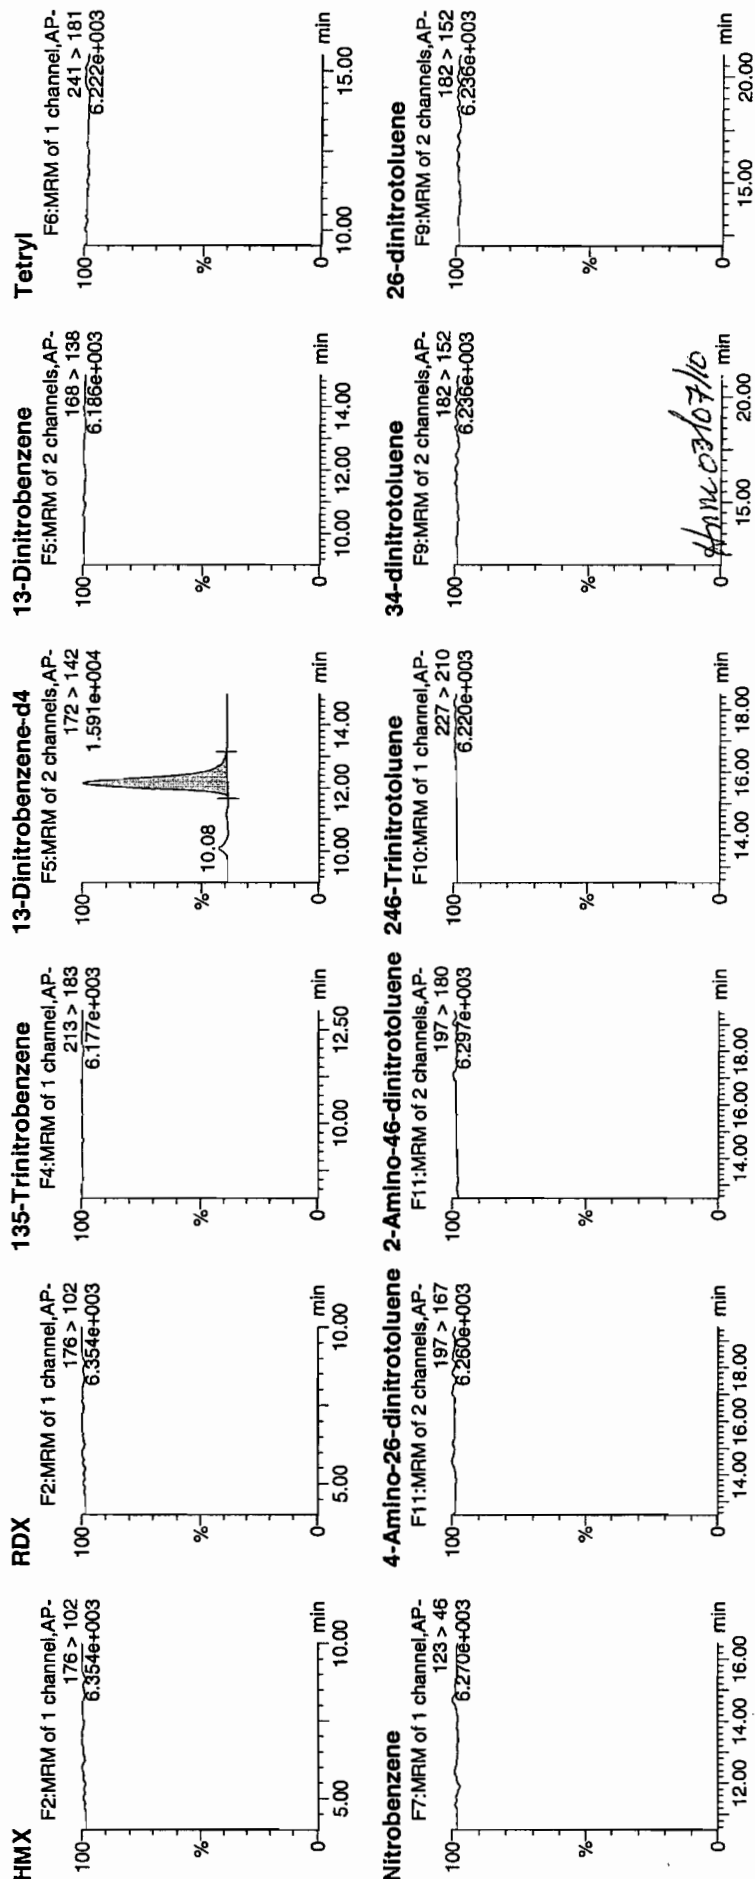 HMX
F2:MRM of 1 channel,AP-
176 > 102
6.354e+003
100
%
0
5.00 10.00 min
RDX
F2:MRM of 1 channel,AP-
176 > 102
6.354e+003
100
%
0
5.00 10.00 min
135-Trinitrobenzene
F4:MRM of 1 channel,AP-
213 > 183
6.177e+003
100
%
0
10.00 12.50 min
13-Dinitrobenzene-d4
F5:MRM of 2 channels,AP-
172 > 142
1.591e+004
100
%
10.08
0
10.00 12.00 14.00 min
13-Dinitrobenzene
F5:MRM of 2 channels,AP-
168 > 138
6.186e+003
100
%
0
10.00 12.00 14.00 min
Tetryl
F6:MRM of 1 channel,AP-
241 > 181
6.222e+003
100
%
0
10.00 15.00 min
Nitrobenzene
F7:MRM of 1 channel,AP-
123 > 46
6.270e+003
100
%
0
12.00 14.00 16.00 min
4-Amino-26-dinitrotoluene
F11:MRM of 2 channels,AP-
197 > 167
6.260e+003
100
%
0
14.00 16.00 18.00 min
2-Amino-46-dinitrotoluene
F11:MRM of 2 channels,AP-
197 > 180
6.297e+003
100
%
0
14.00 16.00 18.00 min
246-Trinitrotoluene
F10:MRM of 1 channel,AP-
227 > 210
6.220e+003
100
%
0
14.00 16.00 18.00 min
34-dinitrotoluene
F9:MRM of 2 channels,AP-
182 > 152
6.236e+003
100
%
0
15.00 20.00 min
03/07/10
26-dinitrotoluene
F9:MRM of 2 channels,AP-
182 > 152
6.236e+003
100
%
0
15.00 20.00 min